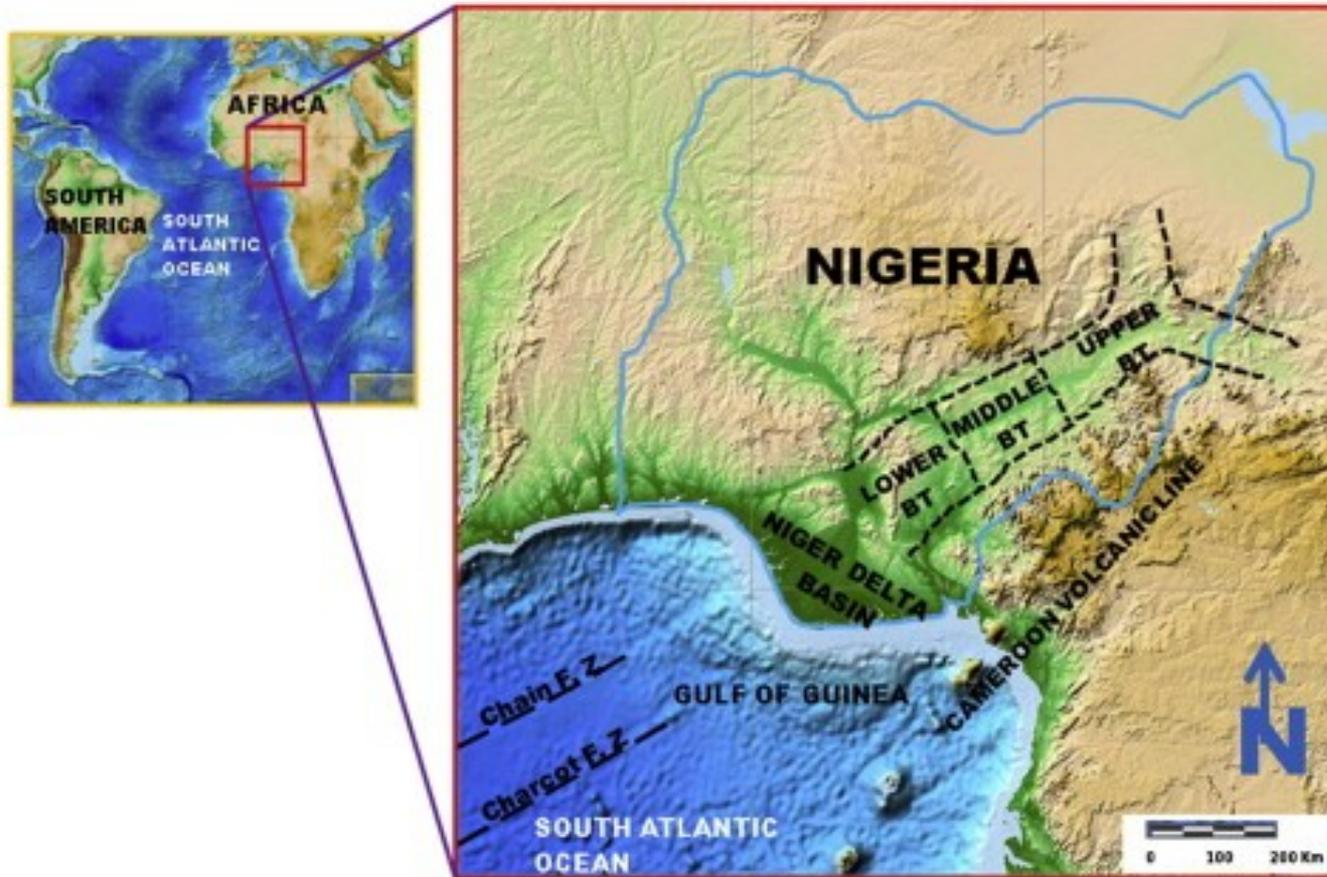 AFRICA
SOUTH
AMERICA
SOUTH
ATLANTIC
OCEAN
NIGERIA
UPPER
BT
MIDDLE
BT
LOWER
BT
NIGER DELTA
BASIN
CAMEROON VOLCANIC LINE
GULF OF GUINEA
Chain F. Z
Charcot F. Z
SOUTH ATLANTIC
OCEAN
N
0 100 200 Km